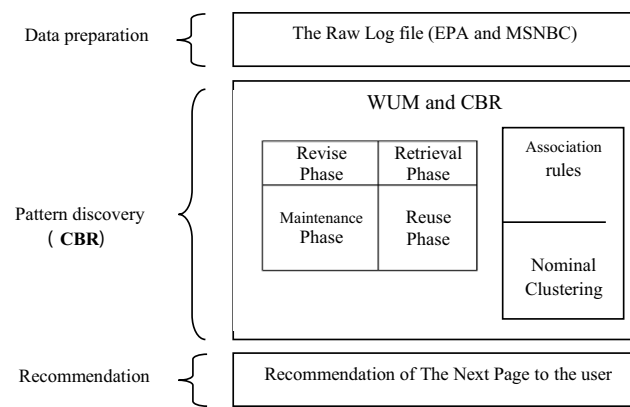 Data preparation
The Raw Log file (EPA and MSNBC)
Pattern discovery
( CBR)
WUM and CBR
Revise
Phase
Retrieval
Phase
Maintenance
Phase
Reuse
Phase
Association
rules
Nominal
Clustering
Recommendation
Recommendation of The Next Page to the user